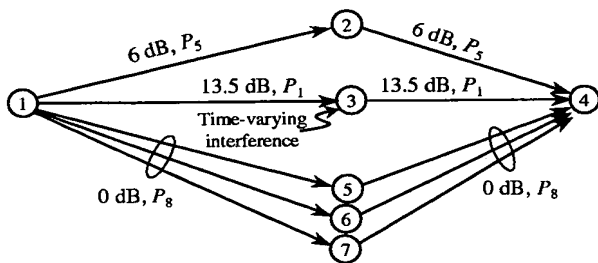 2
6 dB, P5
6 dB, P5
13.5 dB, P1
13.5 dB, P1
1
3
4
Time-varying
interference
5
0 dB, P8
0 dB, P8
6
7